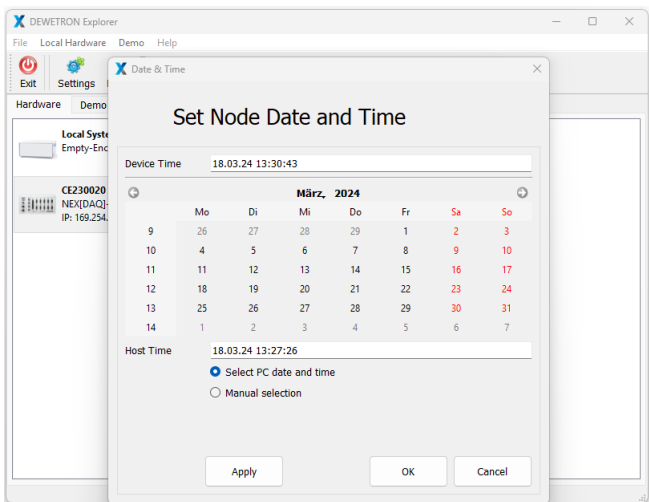 DEWETRON Explorer
File Local Hardware Demo Help
Exit Settings
Hardware Demo
Local Syste
Empty-Enc
CE230020
NEX[DAQ]-
IP: 169.254.
Date & Time
Set Node Date and Time
Device Time 18.03.24 13:30:43
März, 2024
Mo Di Mi Do Fr Sa So
9 26 27 28 29 1 2 3
10 4 5 6 7 8 9 10
11 11 12 13 14 15 16 17
12 18 19 20 21 22 23 24
13 25 26 27 28 29 30 31
14 1 2 3 4 5 6 7
Host Time 18.03.24 13:27:26
Select PC date and time
Manual selection
Apply OK Cancel